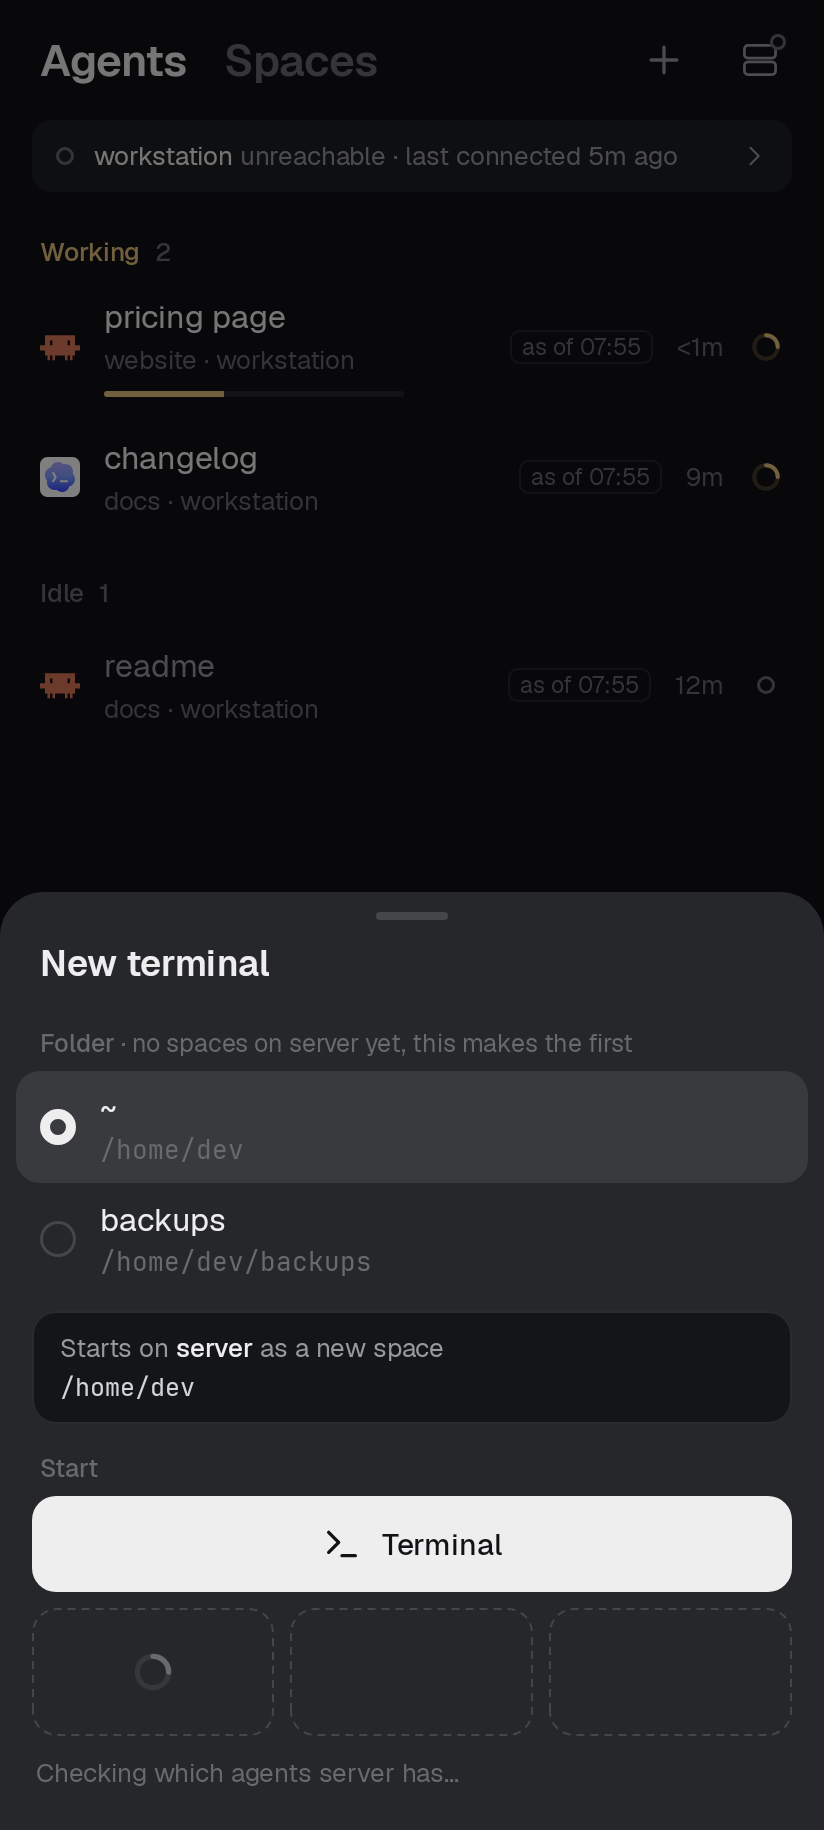 Agents Spaces
workstation unreachable · last connected 5m ago
Working 2
pricing page
website · workstation
as of 07:55 <1m
changelog
docs · workstation
as of 07:55 9m
Idle 1
readme
docs · workstation
as of 07:55 12m
New terminal
Folder · no spaces on server yet, this makes the first
~
/home/dev
backups
/home/dev/backups
Starts on server as a new space
/home/dev
Start
Terminal
Checking which agents server has…